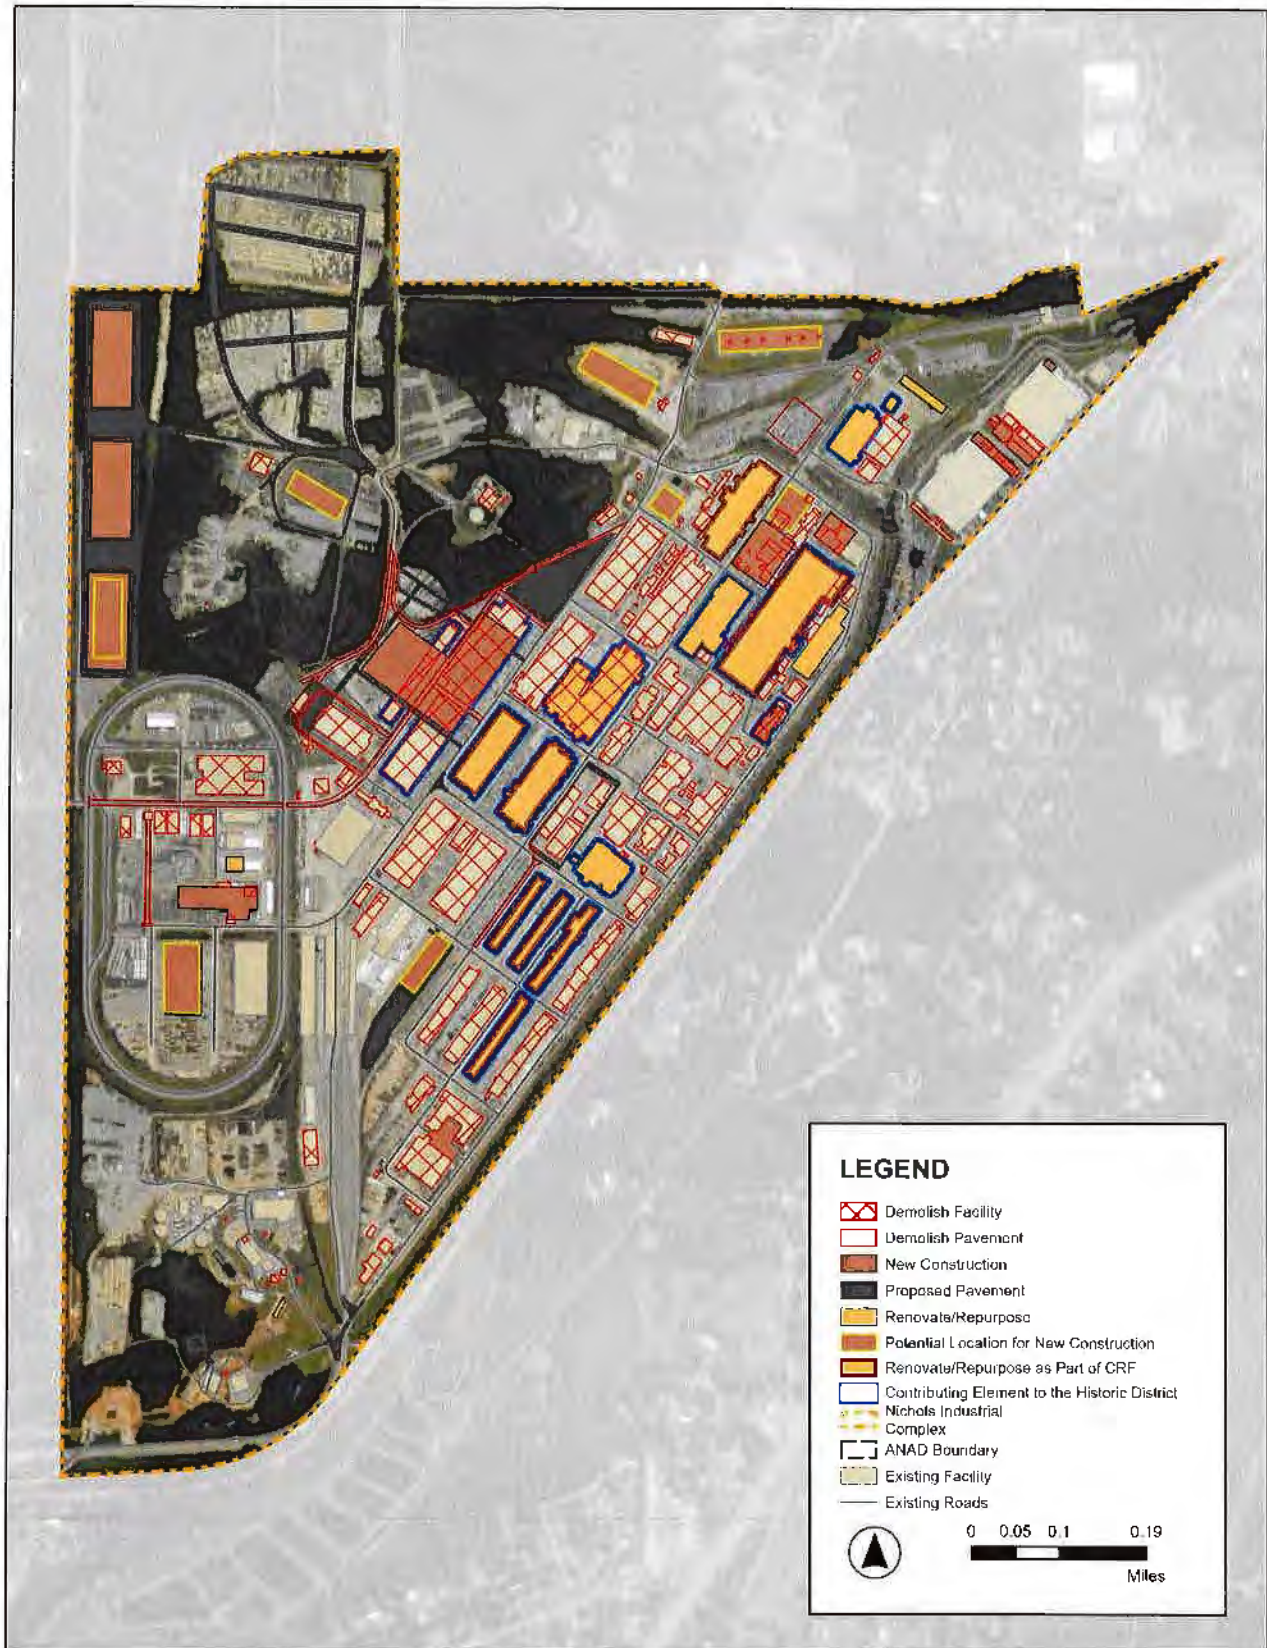 LEGEND
Demolish Facility
Demolish Pavement
New Construction
Proposed Pavement
Renovate/Repurpose
Potential Location for New Construction
Renovate/Repurpose as Part of CRF
Contributing Element to the Historic District
Nichols Industrial
Complex
ANAD Boundary
Existing Facility
Existing Roads
0 0.05 0.1 0.19
Miles